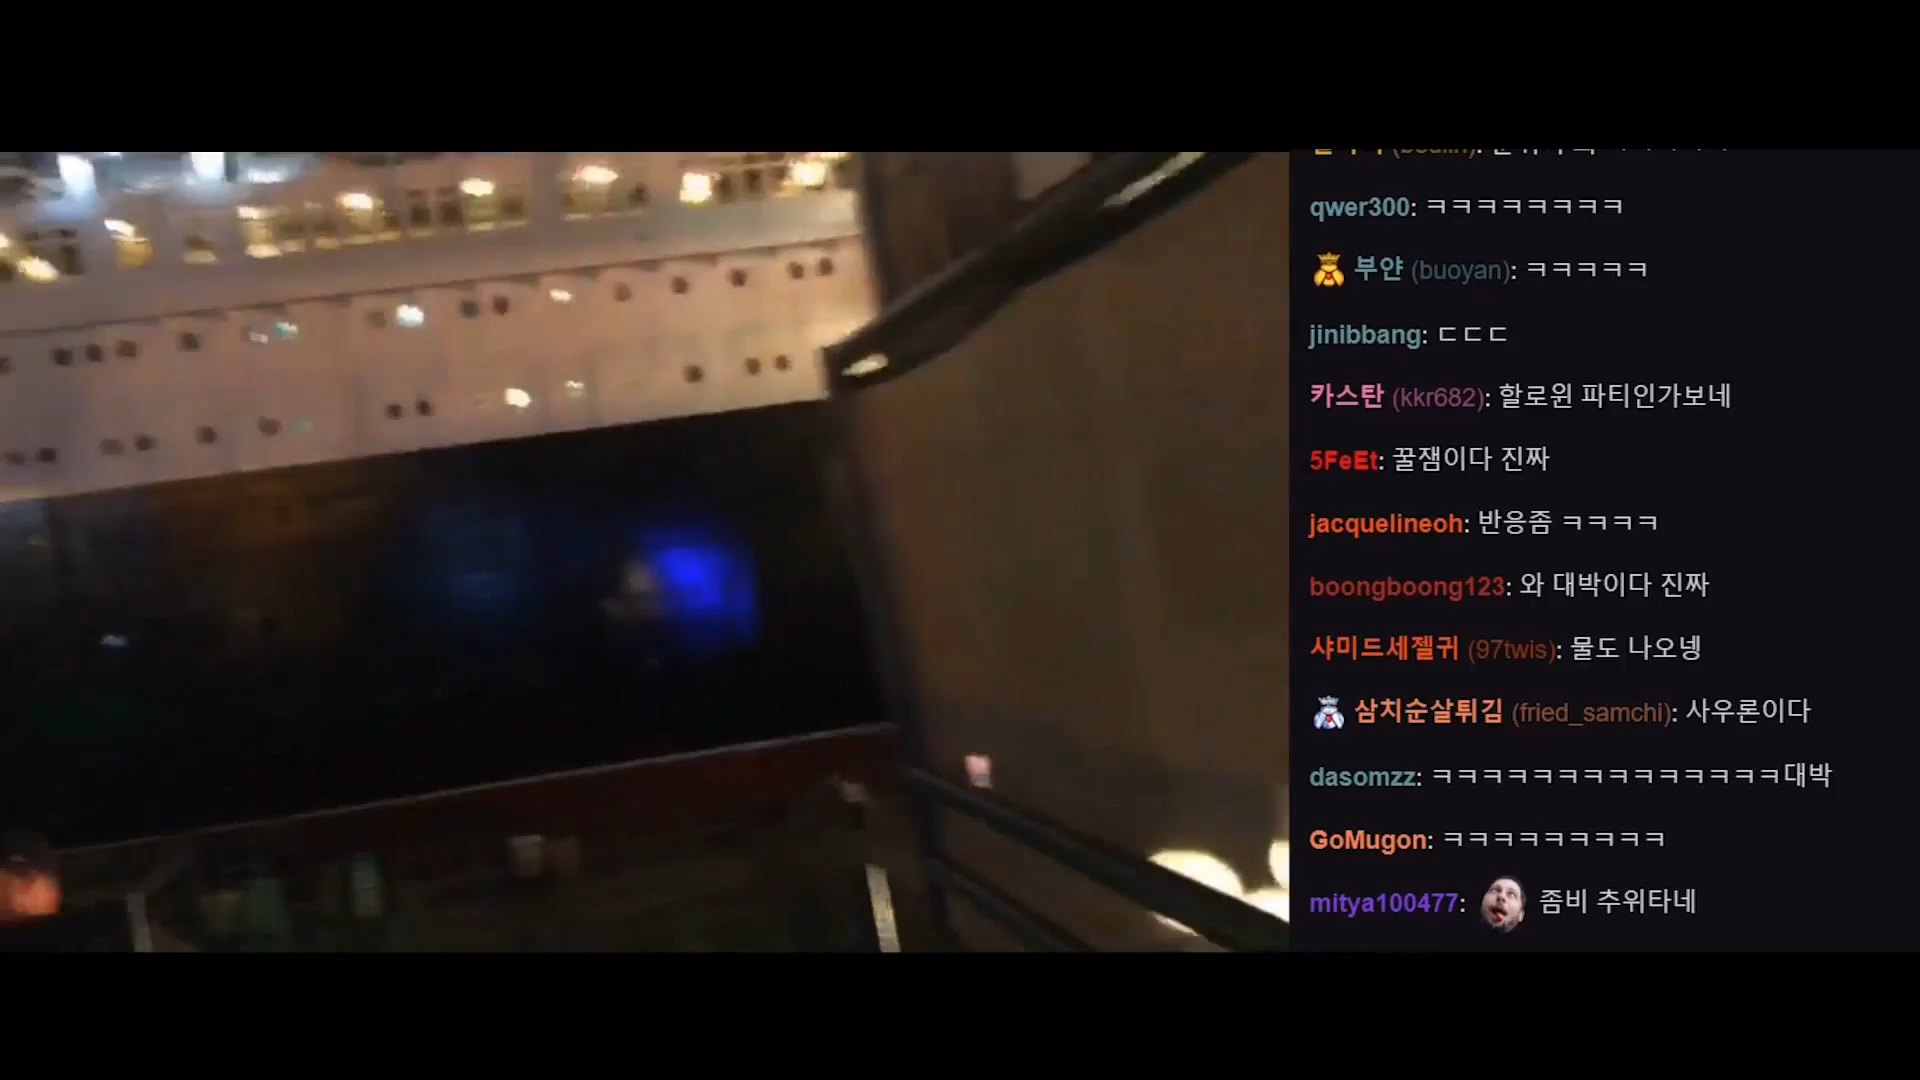 qwer300: ㅋㅋㅋㅋㅋㅋㅋㅋ
부얀 (buoyan): ㅋㅋㅋㅋㅋ
jinibbang: ㄷㄷㄷ
카스탄 (kkr682): 할로윈 파티인가보네
5FeEt: 꿀잼이다 진짜
jacquelineoh: 반응좀 ㅋㅋㅋㅋ
boongboong123: 와 대박이다 진짜
샤미드세젤귀 (97twis): 물도 나오넹
삼치순살튀김 (fried_samchi): 사우론이다
dasomzz: ㅋㅋㅋㅋㅋㅋㅋㅋㅋㅋㅋㅋㅋㅋ대박
GoMugon: ㅋㅋㅋㅋㅋㅋㅋㅋㅋ
mitya100477: 좀비 추위타네